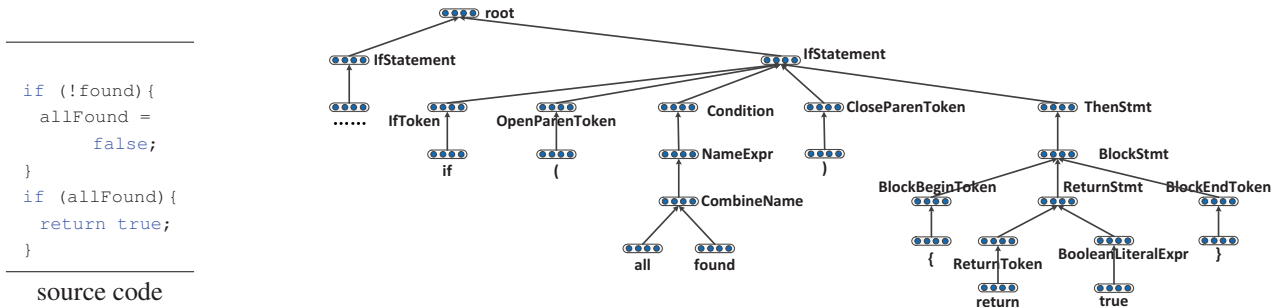 if (!found){
allFound =
false;
}
if (allFound){
return true;
}
source code
root
IfStatement
IfStatement
......
IfToken
OpenParenToken
Condition
CloseParenToken
ThenStmt
if
(
NameExpr
)
BlockStmt
CombineName
BlockBeginToken
ReturnStmt
BlockEndToken
all
found
{
ReturnToken
BooleanLiteralExpr
}
return
true